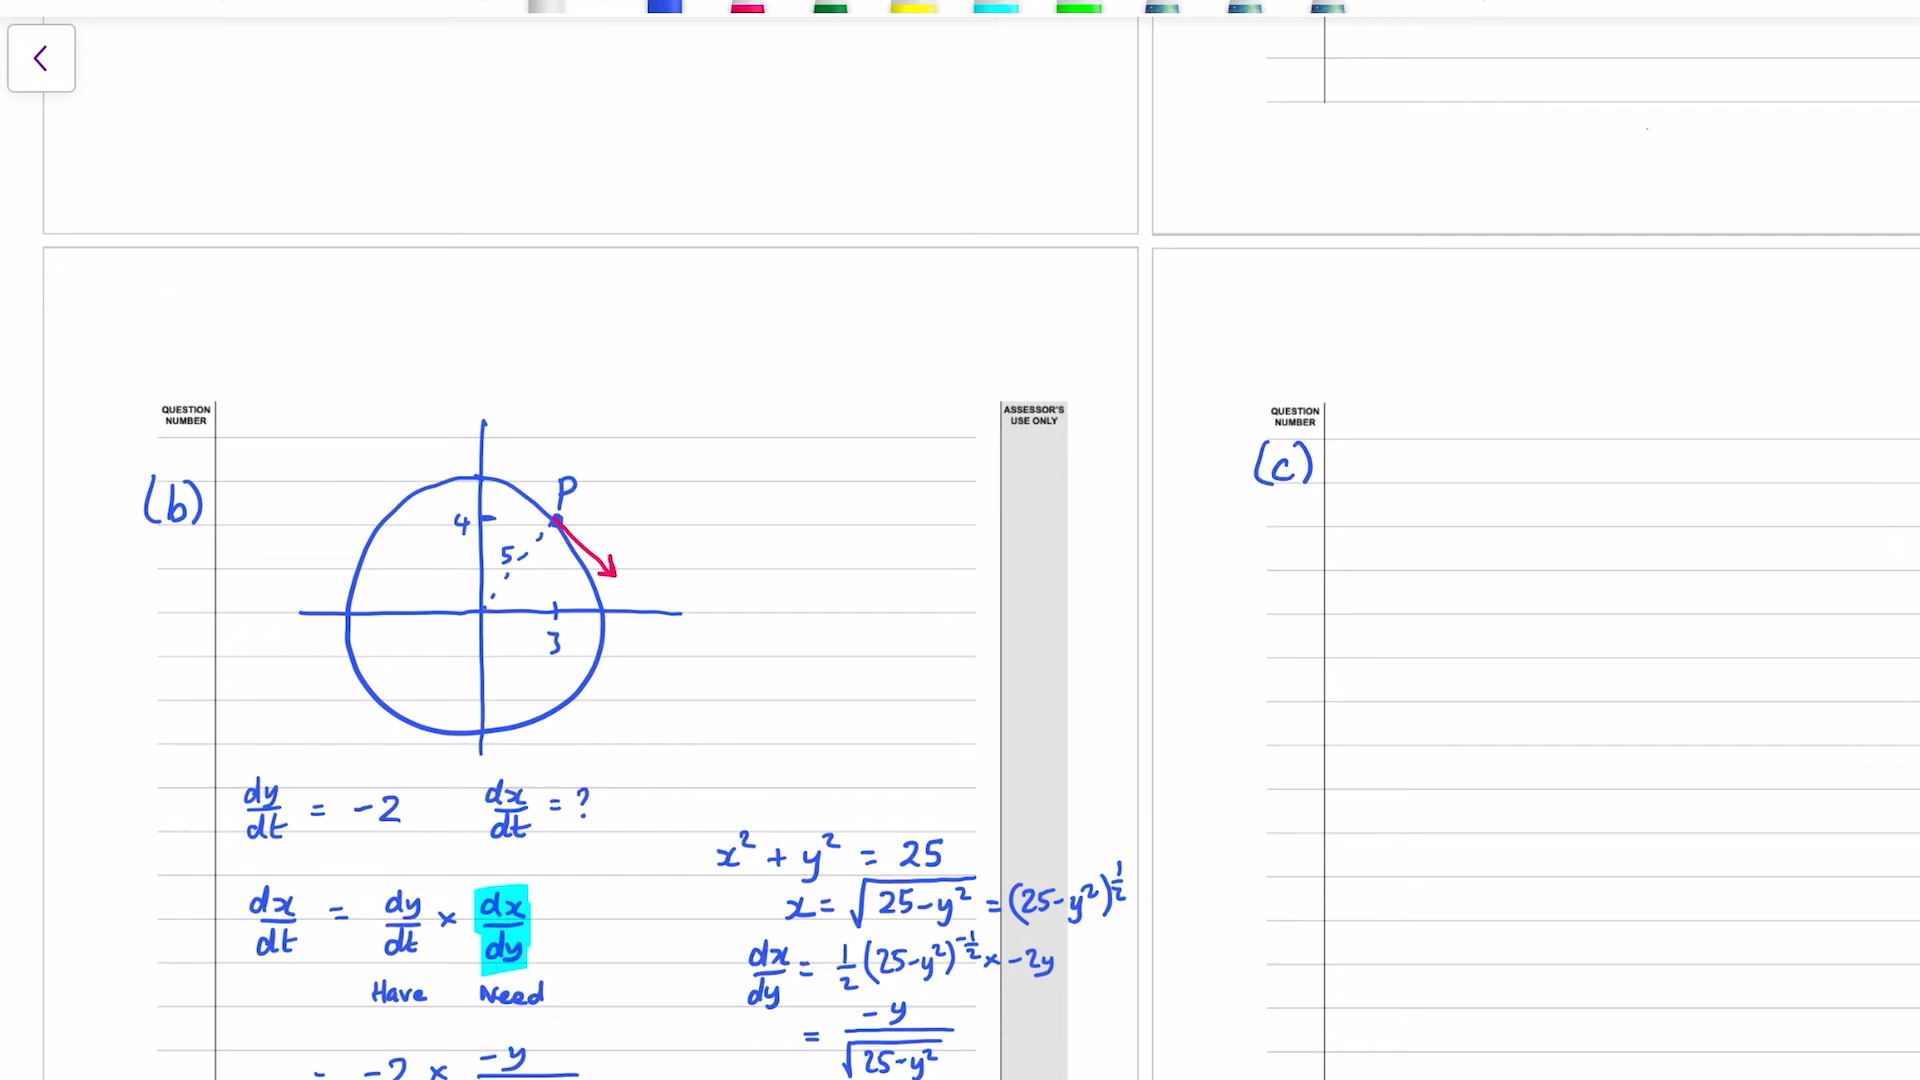 QUESTION
NUMBER
ASSESSOR'S
USE ONLY
(b)
P
4
5
3
dy/dt = -2   dx/dt = ?
dx/dt = dy/dt × dx/dy
Have   Need
= -2 × -y
x² + y² = 25
x = √(25-y²) = (25-y²)^½
dx/dy = ½(25-y²)^-½ × -2y
= -y/√(25-y²)
QUESTION
NUMBER
(c)